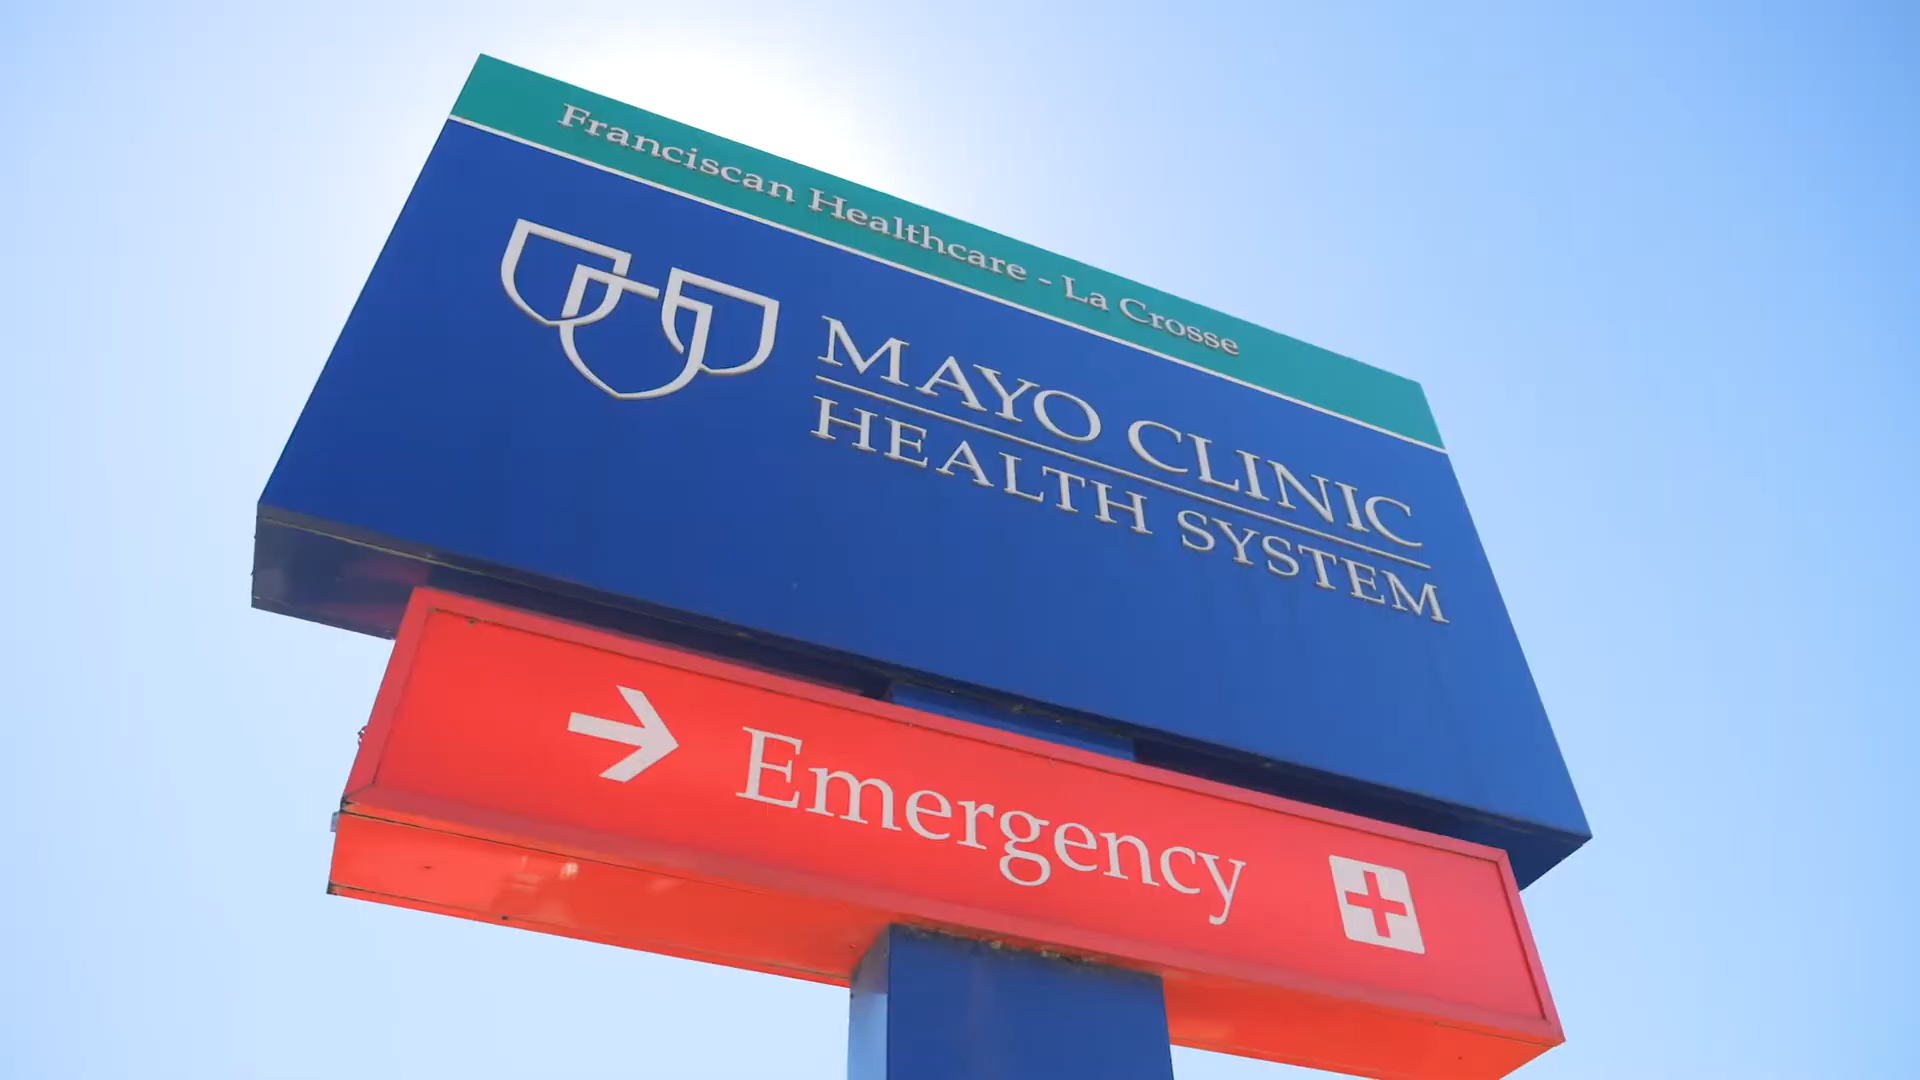 Franciscan Healthcare - La Crosse
MAYO CLINIC
HEALTH SYSTEM
Emergency